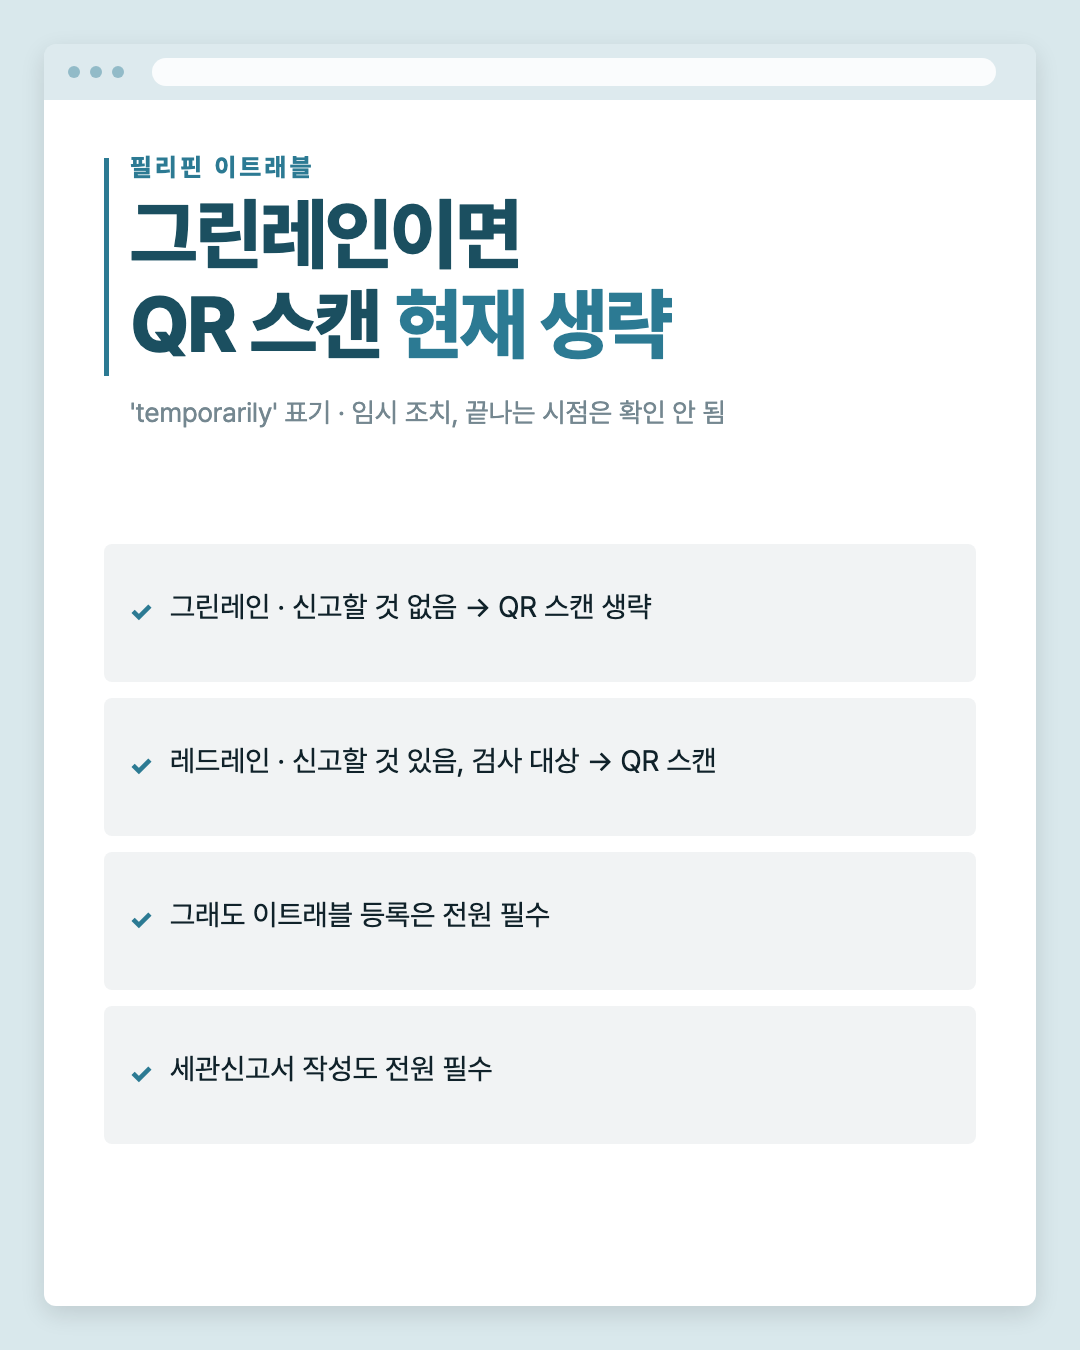 필리핀 이트래블
그린레인이면
QR 스캔 현재 생략
'temporarily' 표기 · 임시 조치, 끝나는 시점은 확인 안 됨
그린레인 · 신고할 것 없음 → QR 스캔 생략
레드레인 · 신고할 것 있음, 검사 대상 → QR 스캔
그래도 이트래블 등록은 전원 필수
세관신고서 작성도 전원 필수